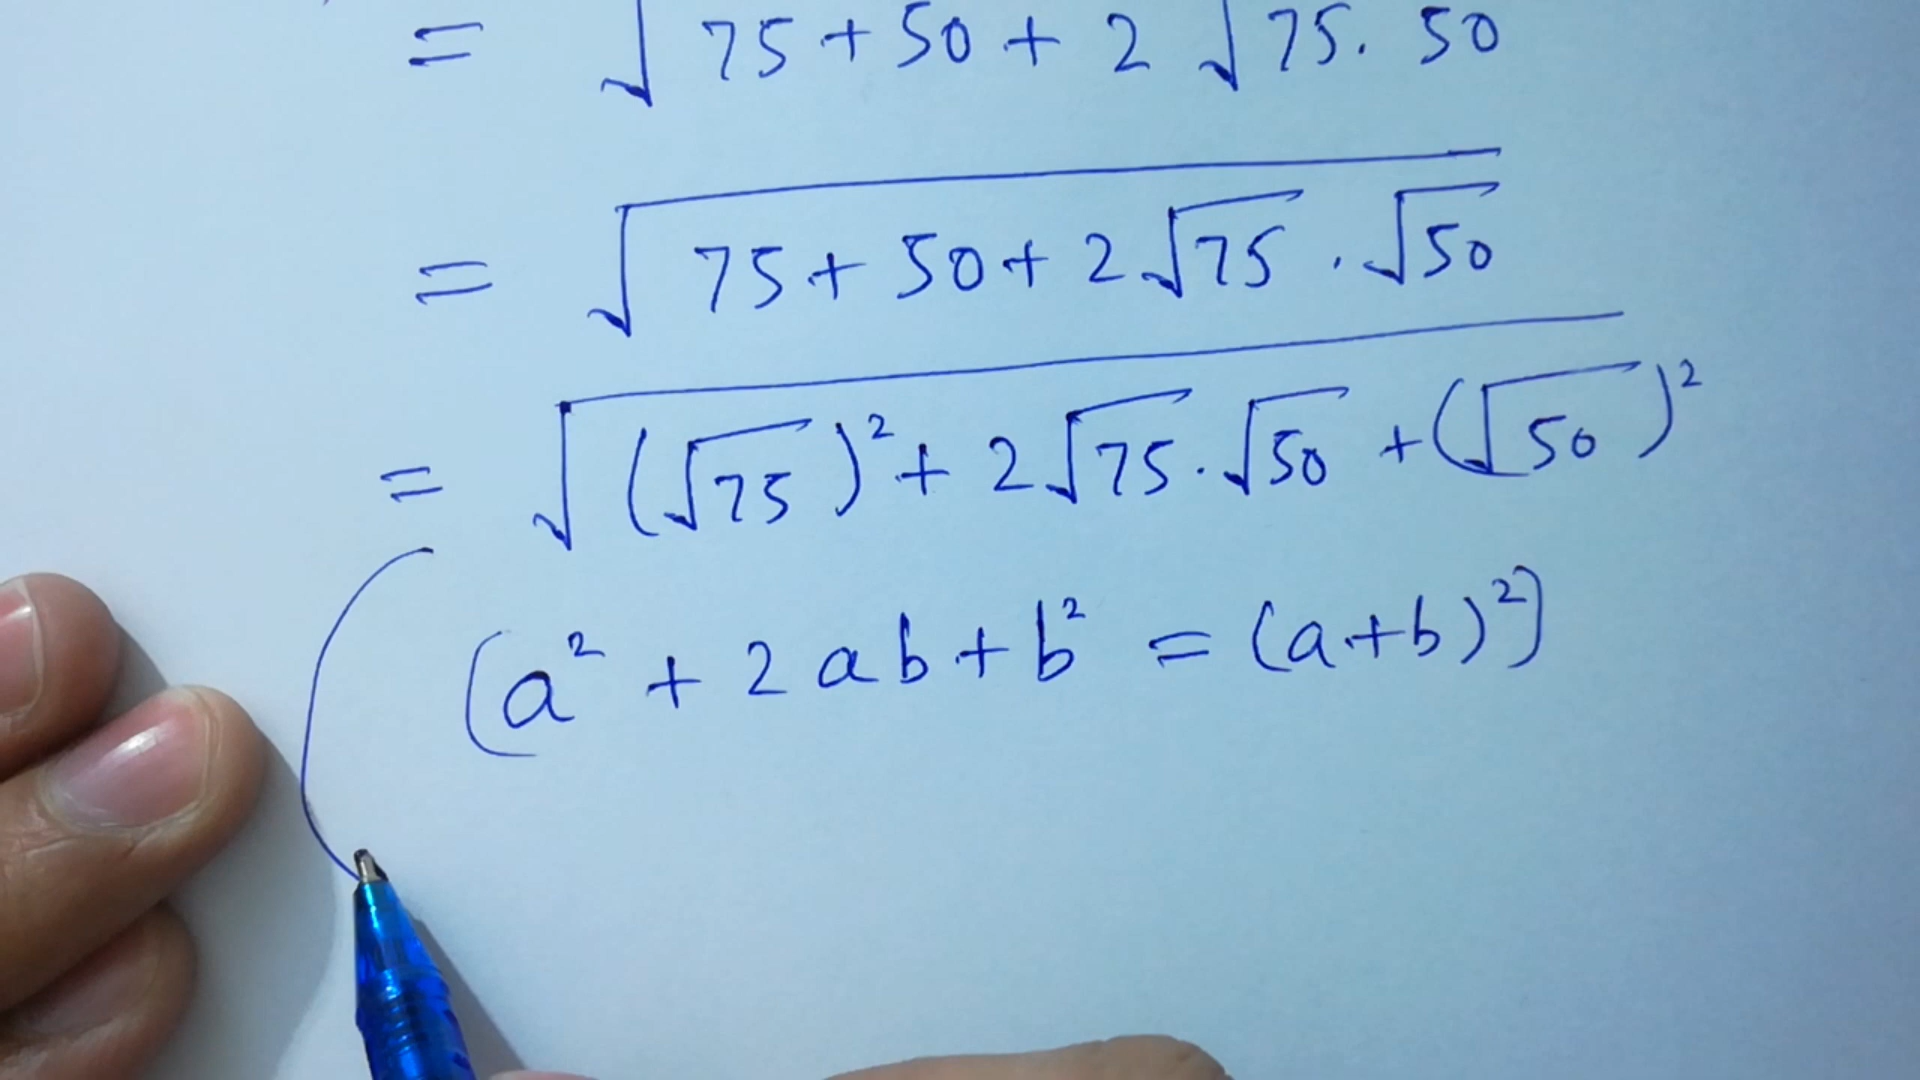 = √75 + 50 + 2 √75 . 50
= √75 + 50 + 2√75 . √50
= √(√75)² + 2√75 . √50 + (√50)²
(a² + 2ab + b² = (a+b)²)